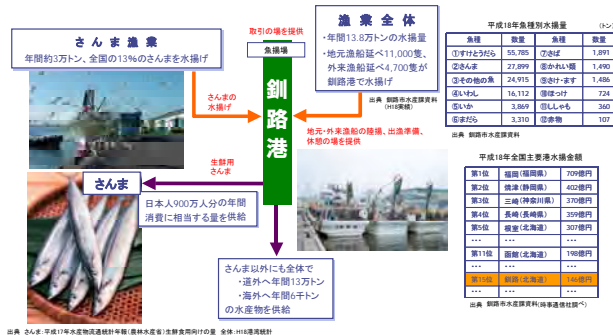 さんま漁業
年間約3万トン、全国の13%のさんまを水揚げ
取引の場を提供
魚揚場
釧路港
漁業全体
・年間13.8万トンの水揚量
・地元漁船延べ11,000隻、
外来漁船延べ4,700隻が
釧路港で水揚げ
出典 釧路市水産課資料
(H18実績)
さんまの
水揚げ
地元・外来漁船の陸揚、出漁準備、
休憩の場を提供
生鮮用
さんま
さんま
日本人900万人分の年間
消費に相当する量を供給
さんま以外にも全体で
・道外へ年間13万トン
・海外へ年間6千トン
の水産物を供給
平成18年魚種別水揚量 (トン)
魚種 数量 魚種 数量
①すけとうだら 55,785 ⑦さば 1,891
②さんま 27,899 ⑧かれい類 1,490
③その他の魚 24,915 ⑨さけ・ます 1,486
④いわし 16,112 ⑩ほっけ 724
⑤いか 3,869 ⑪ししゃも 360
⑥まだら 3,310 ⑫赤物 107
出典 釧路市水産課資料
平成18年全国主要港水揚金額
第1位 福岡(福岡県) 709億円
第2位 焼津(静岡県) 402億円
第3位 三崎(神奈川県) 370億円
第4位 長崎(長崎県) 359億円
第5位 根室(北海道) 307億円
--- --- ---
第11位 函館(北海道) 198億円
--- --- ---
第15位 釧路(北海道) 146億円
--- --- ---
出典 釧路市水産課資料(時事通信社調べ)
出典 さんま:平成17年水産物流通統計年報(農林水産省)生鮮食用向けの量 全体:H18港湾統計